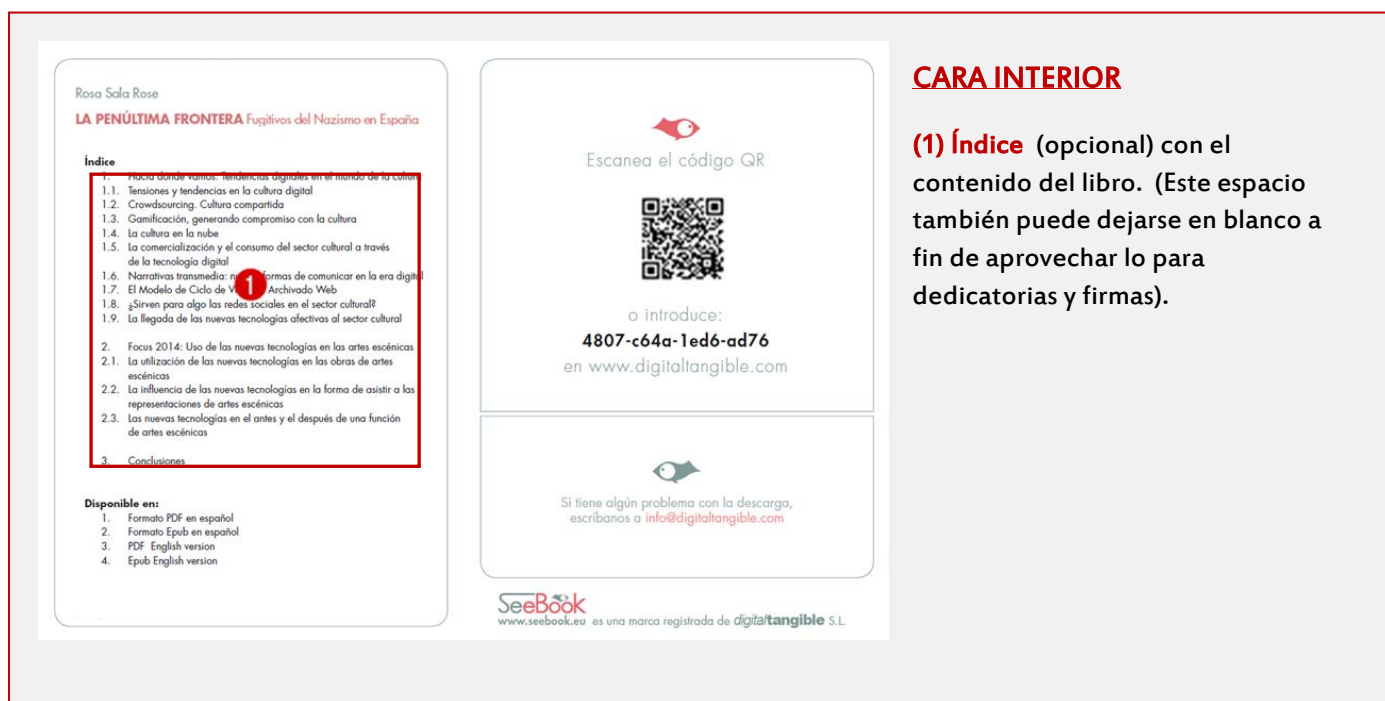 Rosa Sala Rose
LA PENÚLTIMA FRONTERA Fugitivos del Nazismo en España
Índice
1. Hacia dónde vamos: Tendencias digitales en el mundo de la cultura
1.1. Tensiones y tendencias en la cultura digital
1.2. Crowdsourcing. Cultura compartida
1.3. Gamificación, generando compromiso con la cultura
1.4. La cultura en la nube
1.5. La comercialización y el consumo del sector cultural a través
de la tecnología digital
1.6. Narrativas transmedia: formas de comunicar en la era digital
1.7. El Modelo de Ciclo de Archivado Web
1.8. ¿Sirven para algo las redes sociales en el sector cultural?
1.9. La llegada de las nuevas tecnologías afectivas al sector cultural
2. Focus 2014: Uso de las nuevas tecnologías en las artes escénicas
2.1. La utilización de las nuevas tecnologías en las obras de artes
escénicas
2.2. La influencia de las nuevas tecnologías en la forma de asistir a las
representaciones de artes escénicas
2.3. Las nuevas tecnologías en el antes y el después de una función
de artes escénicas
3. Conclusiones
1
Disponible en:
1. Formato PDF en español
2. Formato Epub en español
3. PDF English version
4. Epub English version
Escanea el código QR
o introduce:
4807-c64a-1ed6-ad76
en www.digitaltangible.com
Si tiene algún problema con la descarga,
escríbanos a info@digitaltangible.com
SeeBook
www.seebook.eu es una marca registrada de digitaltangible S.L.
CARA INTERIOR
(1) Índice (opcional) con el
contenido del libro. (Este espacio
también puede dejarse en blanco a
fin de aprovechar lo para
dedicatorias y firmas).